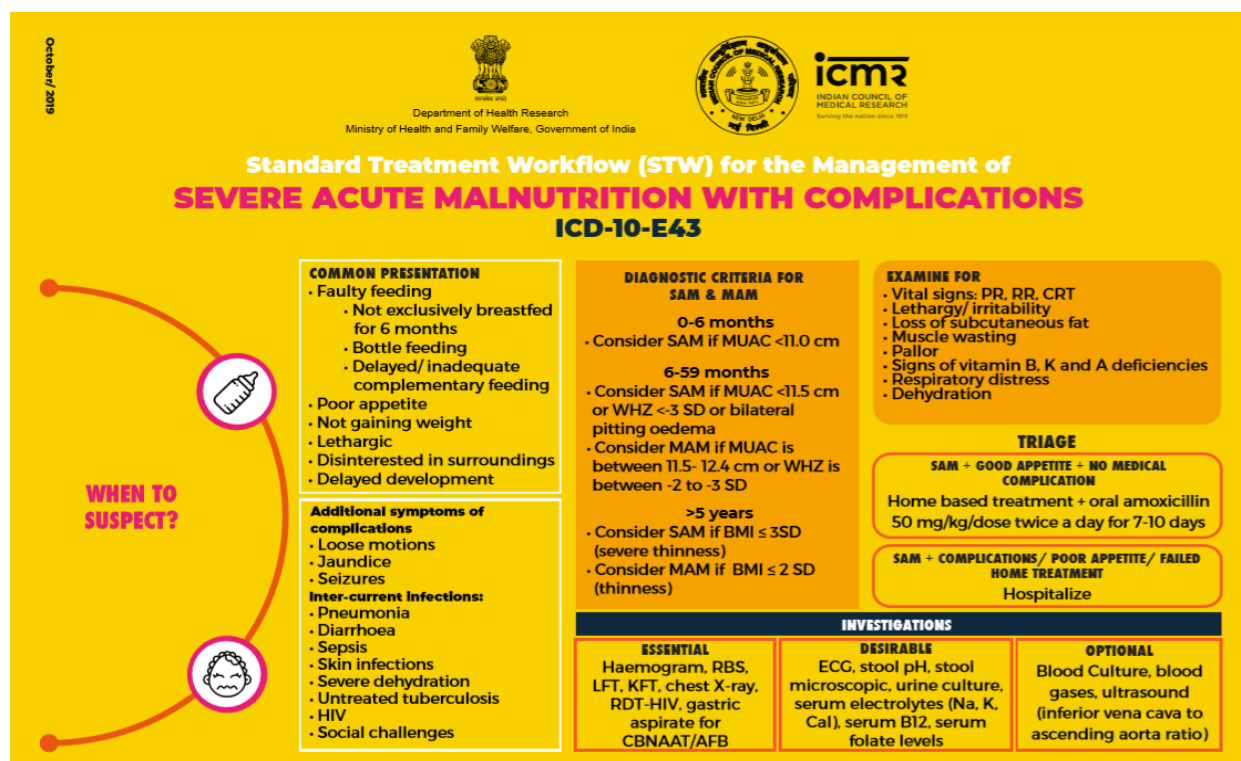 October/ 2019
सत्यमेव जयते
Department of Health Research
Ministry of Health and Family Welfare, Government of India
INDIAN COUNCIL OF MEDICAL RESEARCH
NEW DELHI
नई दिल्ली
icmr
INDIAN COUNCIL OF
MEDICAL RESEARCH
Serving the nation since 1911
Standard Treatment Workflow (STW) for the Management of
SEVERE ACUTE MALNUTRITION WITH COMPLICATIONS
ICD-10-E43
WHEN TO
SUSPECT?
COMMON PRESENTATION
• Faulty feeding
• Not exclusively breastfed
for 6 months
• Bottle feeding
• Delayed/ inadequate
complementary feeding
• Poor appetite
• Not gaining weight
• Lethargic
• Disinterested in surroundings
• Delayed development
Additional symptoms of
complications
• Loose motions
• Jaundice
• Seizures
Inter-current infections:
• Pneumonia
• Diarrhoea
• Sepsis
• Skin infections
• Severe dehydration
• Untreated tuberculosis
• HIV
• Social challenges
DIAGNOSTIC CRITERIA FOR
SAM & MAM
0-6 months
• Consider SAM if MUAC <11.0 cm
6-59 months
• Consider SAM if MUAC <11.5 cm
or WHZ <-3 SD or bilateral
pitting oedema
• Consider MAM if MUAC is
between 11.5- 12.4 cm or WHZ is
between -2 to -3 SD
>5 years
• Consider SAM if BMI ≤ 3SD
(severe thinness)
• Consider MAM if BMI ≤ 2 SD
(thinness)
EXAMINE FOR
• Vital signs: PR, RR, CRT
• Lethargy/ irritability
• Loss of subcutaneous fat
• Muscle wasting
• Pallor
• Signs of vitamin B, K and A deficiencies
• Respiratory distress
• Dehydration
TRIAGE
SAM + GOOD APPETITE + NO MEDICAL
COMPLICATION
Home based treatment + oral amoxicillin
50 mg/kg/dose twice a day for 7-10 days
SAM + COMPLICATIONS/ POOR APPETITE/ FAILED
HOME TREATMENT
Hospitalize
INVESTIGATIONS
ESSENTIAL
Haemogram, RBS,
LFT, KFT, chest X-ray,
RDT-HIV, gastric
aspirate for
CBNAAT/AFB
DESIRABLE
ECG, stool pH, stool
microscopic, urine culture,
serum electrolytes (Na, K,
Cal), serum B12, serum
folate levels
OPTIONAL
Blood Culture, blood
gases, ultrasound
(inferior vena cava to
ascending aorta ratio)